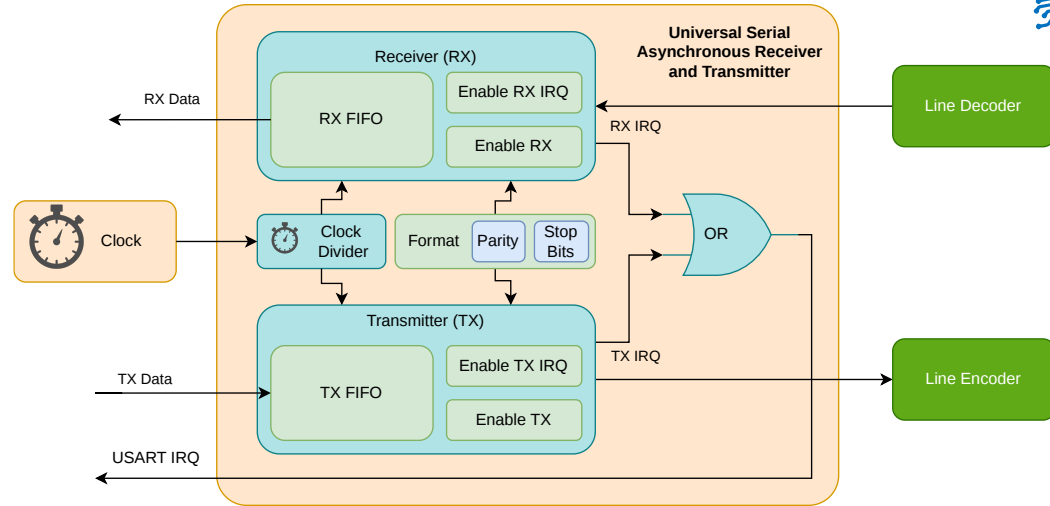 Universal Serial
Asynchronous Receiver
and Transmitter
Receiver (RX)
RX FIFO
Enable RX IRQ
Enable RX
RX Data
RX IRQ
Line Decoder
Clock
Clock
Divider
Format
Parity
Stop
Bits
OR
Transmitter (TX)
TX FIFO
Enable TX IRQ
Enable TX
TX Data
TX IRQ
Line Encoder
USART IRQ